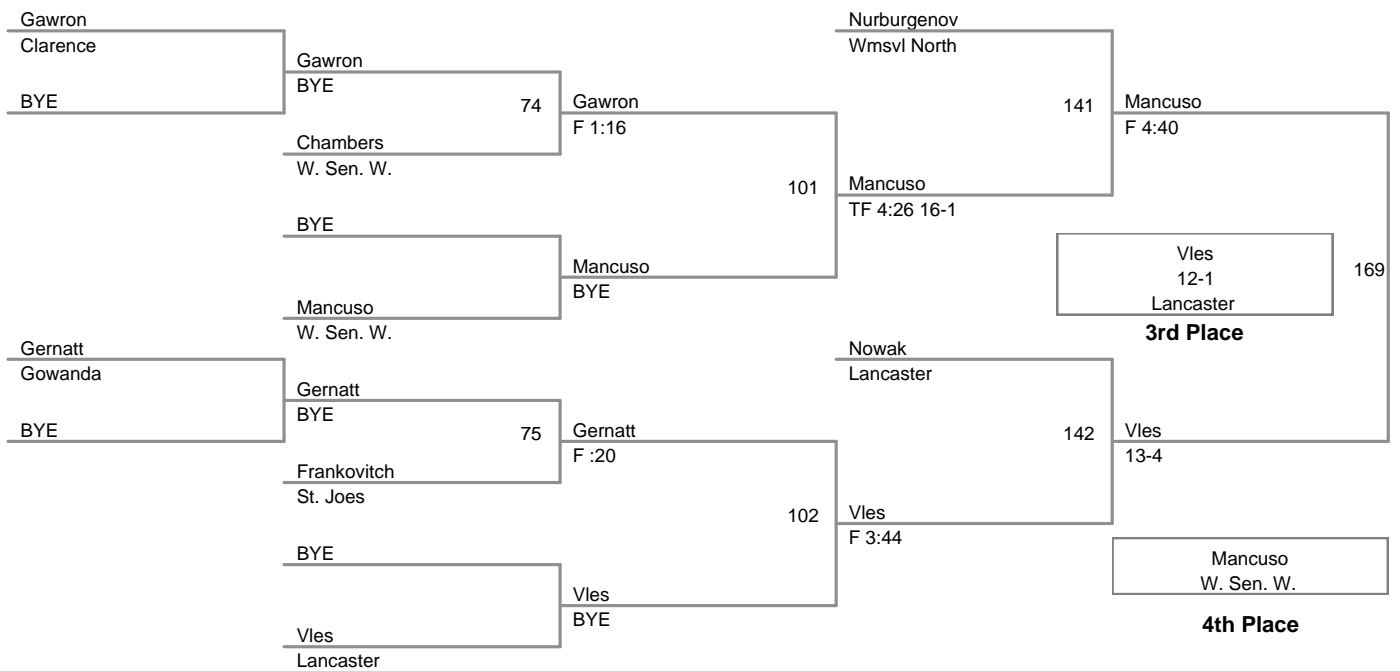 Gawron
Clarence
BYE
Gawron
BYE
74
Chambers
W. Sen. W.
Gawron
F 1:16
BYE
Mancuso
W. Sen. W.
Mancuso
BYE
101
Mancuso
TF 4:26 16-1
Nurburgenov
Wmsvl North
141
Mancuso
F 4:40
Gernatt
Gowanda
BYE
Gernatt
BYE
75
Frankovitch
St. Joes
Gernatt
F :20
BYE
Vles
Lancaster
Vles
BYE
102
Vles
F 3:44
Nowak
Lancaster
142
Vles
13-4
169
Vles
12-1
Lancaster
3rd Place
Mancuso
W. Sen. W.
4th Place